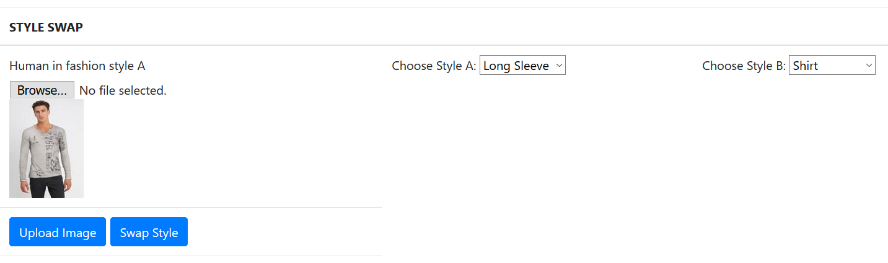 STYLE SWAP
Human in fashion style A
Choose Style A: Long Sleeve
Choose Style B: Shirt
Browse... No file selected.
Upload Image
Swap Style